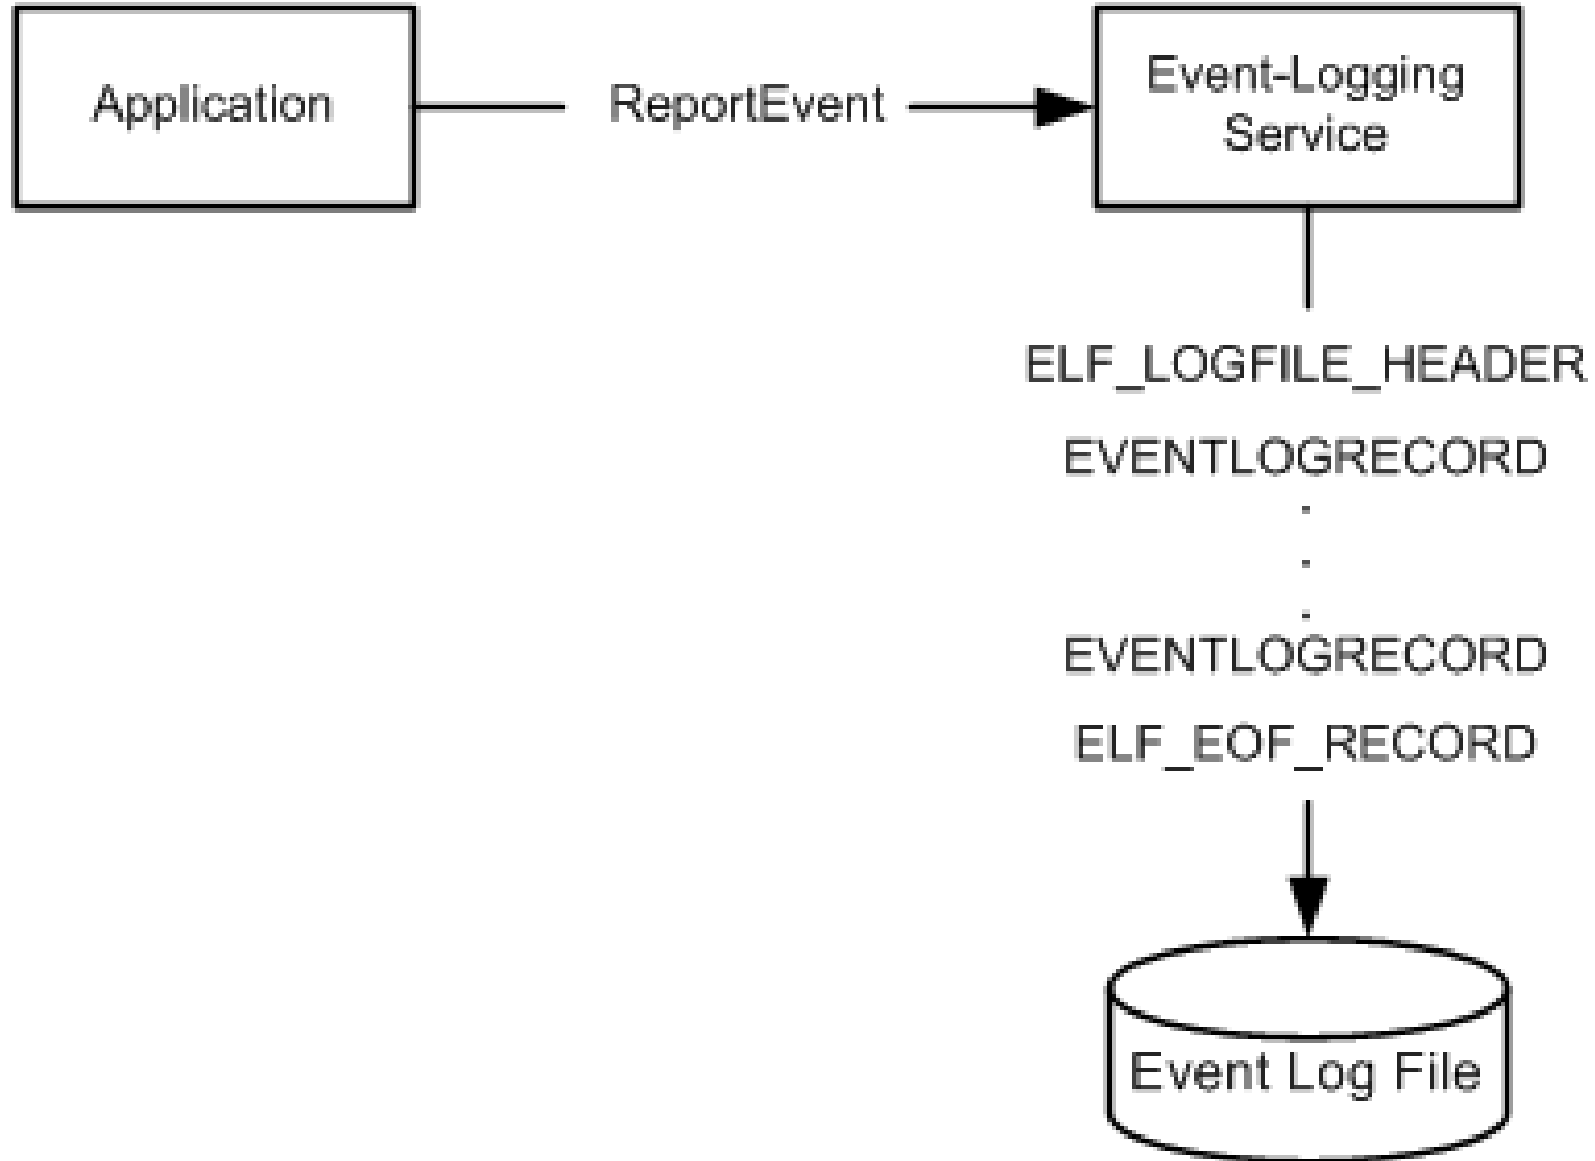 Application
ReportEvent
Event-Logging
Service
ELF_LOGFILE_HEADER
EVENTLOGRECORD
.
.
.
EVENTLOGRECORD
ELF_EOF_RECORD
Event Log File